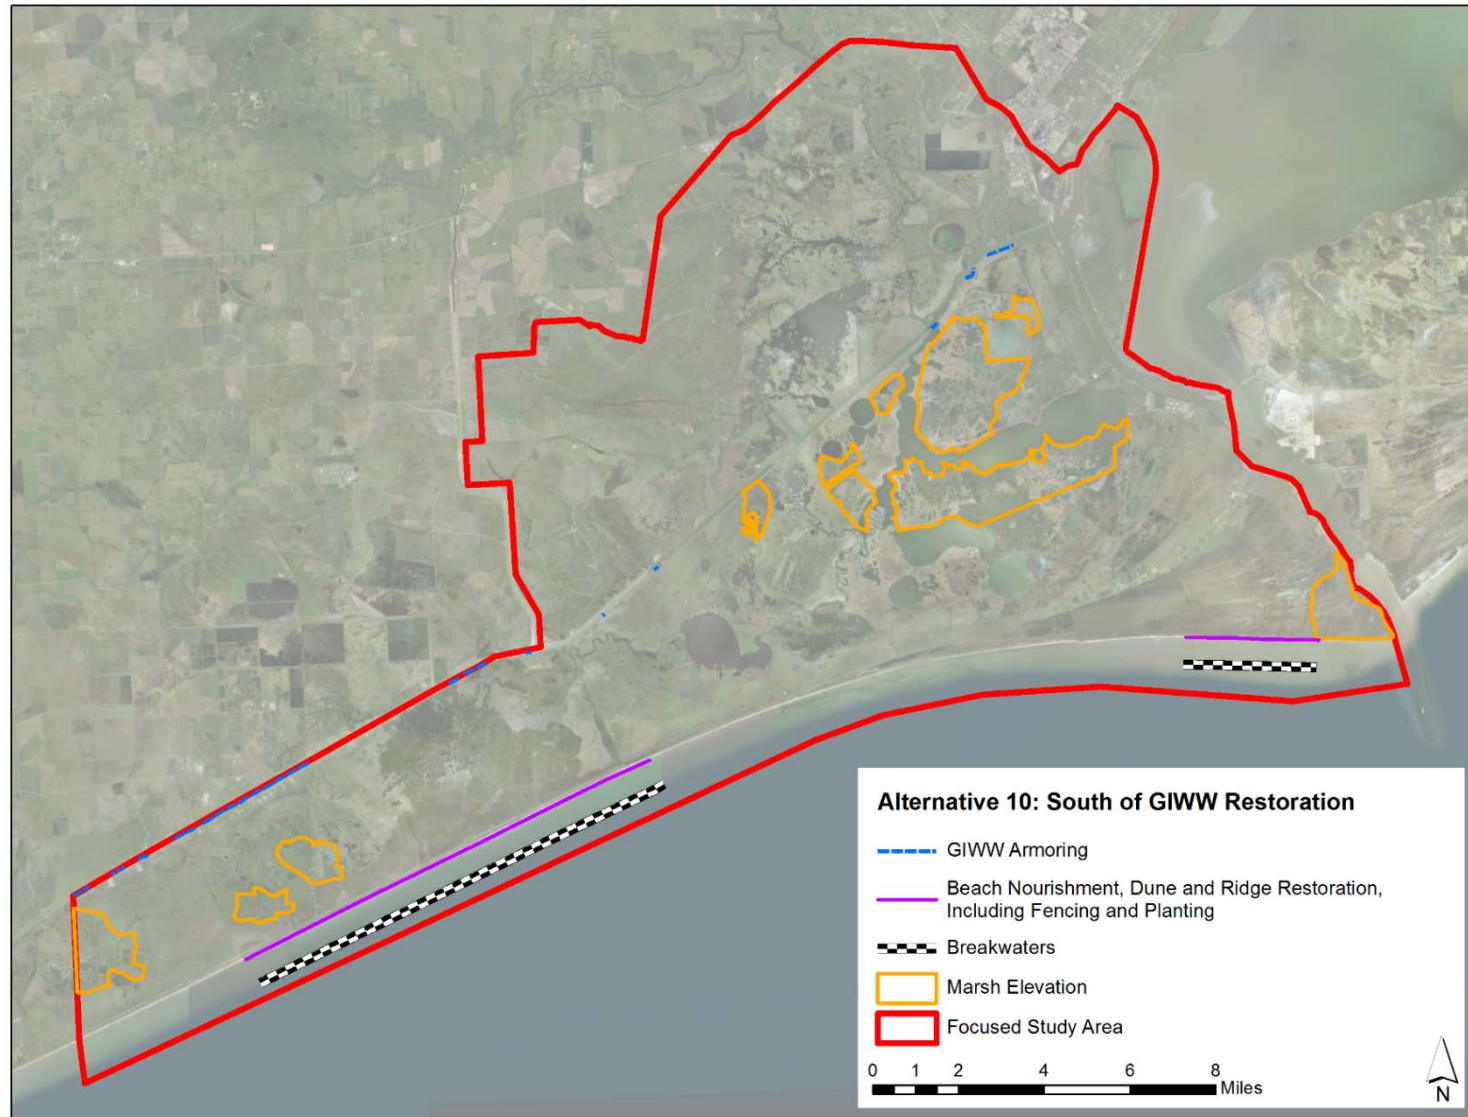 Alternative 10: South of GIWW Restoration
GIWW Armoring
Beach Nourishment, Dune and Ridge Restoration,
Including Fencing and Planting
Breakwaters
Marsh Elevation
Focused Study Area
0 1 2 4 6 8
Miles
N